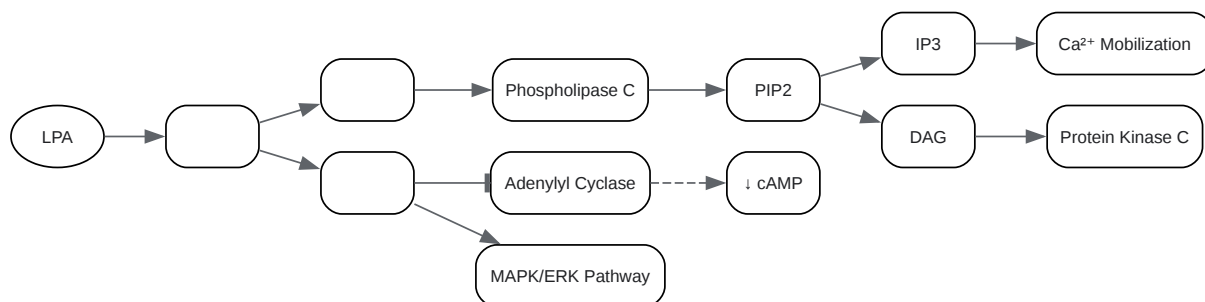 LPA
Phospholipase C
PIP2
IP3
Ca²⁺ Mobilization
DAG
Protein Kinase C
Adenylyl Cyclase
↓ cAMP
MAPK/ERK Pathway